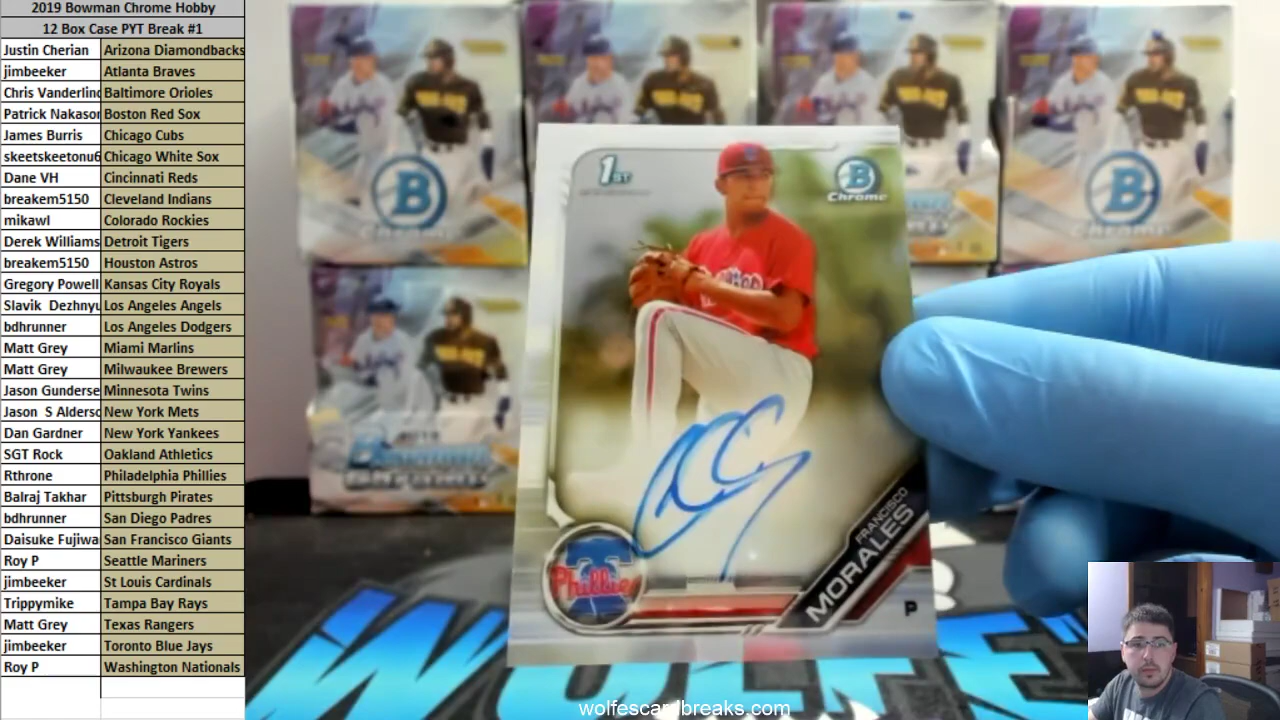 2019 Bowman Chrome Hobby
12 Box Case PYT Break #1
Justin Cherian Arizona Diamondbacks
jimbeeker Atlanta Braves
Chris Vanderlind Baltimore Orioles
Patrick Nakason Boston Red Sox
James Burris Chicago Cubs
skeetskeetonu6 Chicago White Sox
Dane VH Cincinnati Reds
breakem5150 Cleveland Indians
mikawl Colorado Rockies
Derek Williams Detroit Tigers
breakem5150 Houston Astros
Gregory Powell Kansas City Royals
Slavik Dezhnyu Los Angeles Angels
bdhrunner Los Angeles Dodgers
Matt Grey Miami Marlins
Matt Grey Milwaukee Brewers
Jason Gunderse Minnesota Twins
Jason S Alderso New York Mets
Dan Gardner New York Yankees
SGT Rock Oakland Athletics
Rthrone Philadelphia Phillies
Balraj Takhar Pittsburgh Pirates
bdhrunner San Diego Padres
Daisuke Fujiwa San Francisco Giants
Roy P Seattle Mariners
jimbeeker St Louis Cardinals
Trippymike Tampa Bay Rays
Matt Grey Texas Rangers
jimbeeker Toronto Blue Jays
Roy P Washington Nationals
1ST
B
Chrome
Phillies
FRANCISCO
MORALES
P
B
B
WOLFE
wolfescardbreaks.com